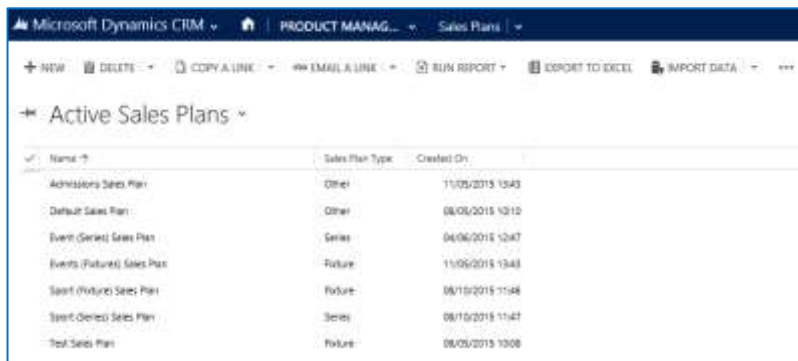 Microsoft Dynamics CRM PRODUCT MANAG... Sales Plans
NEW DELETE COPY A LINK EMAIL A LINK RUN REPORT EXPORT TO EXCEL IMPORT DATA ...
Active Sales Plans
Name Sales Plan Type Created On
Admissions Sales Plan Other 11/05/2015 13:43
Default Sales Plan Other 08/05/2015 10:10
Event (Series) Sales Plan Series 04/06/2015 12:47
Events (Fixtures) Sales Plan Fixture 11/05/2015 13:43
Sport (Fixture) Sales Plan Fixture 08/10/2015 11:46
Sport (Series) Sales Plan Series 08/10/2015 11:47
Test Sales Plan Fixture 08/05/2015 10:08